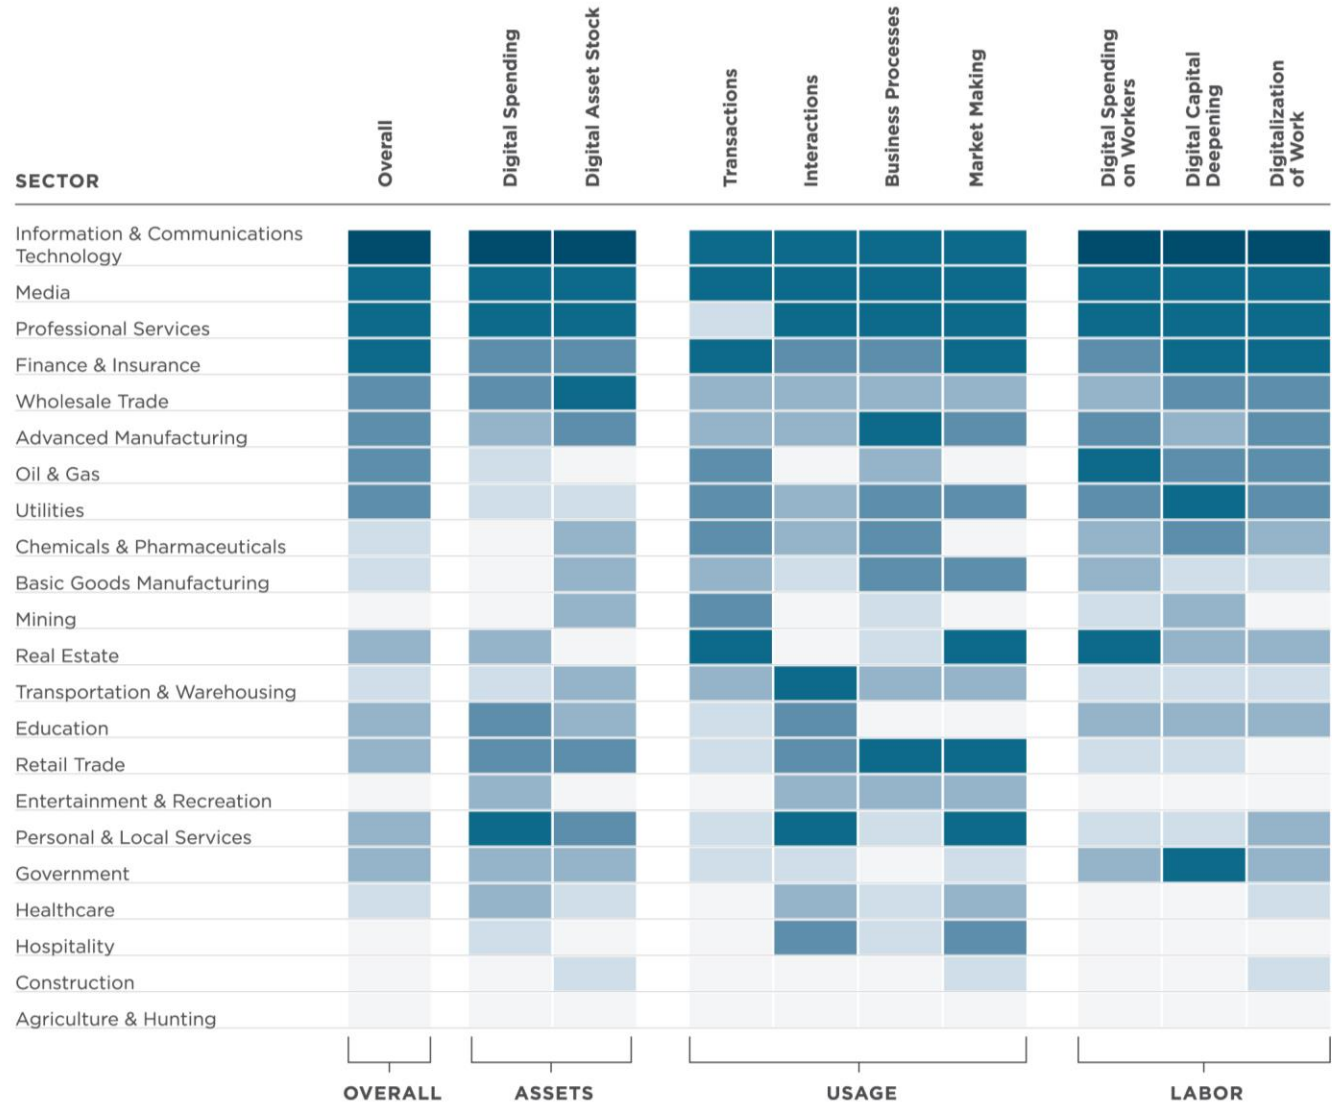 SECTOR
Overall
Digital Spending
Digital Asset Stock
Transactions
Interactions
Business Processes
Market Making
Digital Spending
on Workers
Digital Capital
Deepening
Digitalization
of Work
Information & Communications
Technology
Media
Professional Services
Finance & Insurance
Wholesale Trade
Advanced Manufacturing
Oil & Gas
Utilities
Chemicals & Pharmaceuticals
Basic Goods Manufacturing
Mining
Real Estate
Transportation & Warehousing
Education
Retail Trade
Entertainment & Recreation
Personal & Local Services
Government
Healthcare
Hospitality
Construction
Agriculture & Hunting
OVERALL
ASSETS
USAGE
LABOR